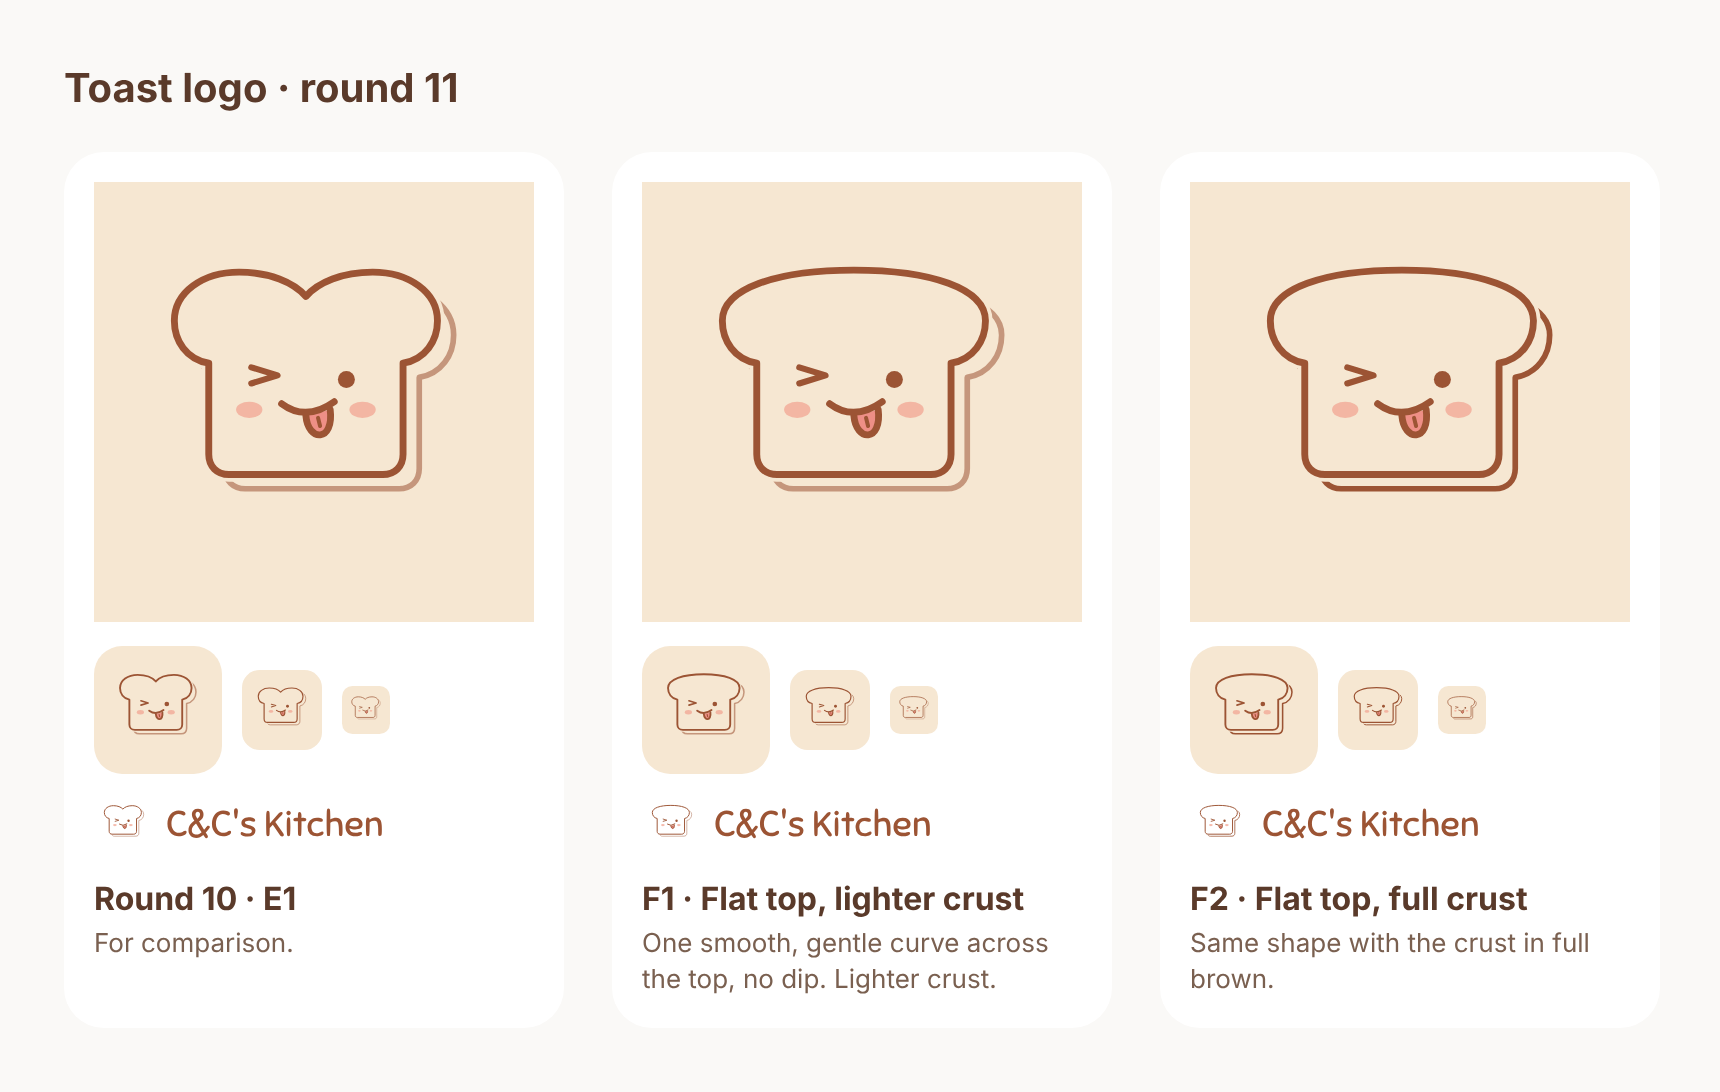 Toast logo · round 11
C&C's Kitchen
Round 10 · E1
For comparison.
C&C's Kitchen
F1 · Flat top, lighter crust
One smooth, gentle curve across
the top, no dip. Lighter crust.
C&C's Kitchen
F2 · Flat top, full crust
Same shape with the crust in full
brown.